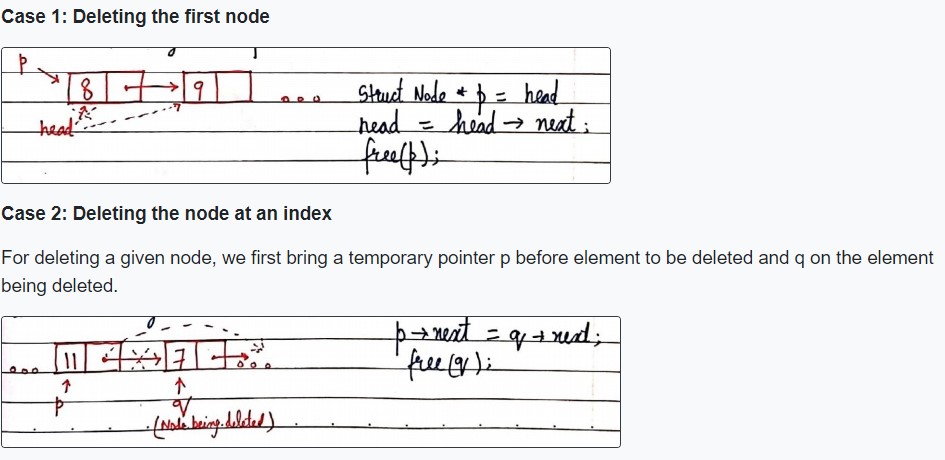 Case 1: Deleting the first node
p
8 9
head
Struct Node * p = head
head = head → next ;
free(p);
Case 2: Deleting the node at an index
For deleting a given node, we first bring a temporary pointer p before element to be deleted and q on the element
being deleted.
11 7
p q
(Node being deleted)
p → next = q → next;
free (q);